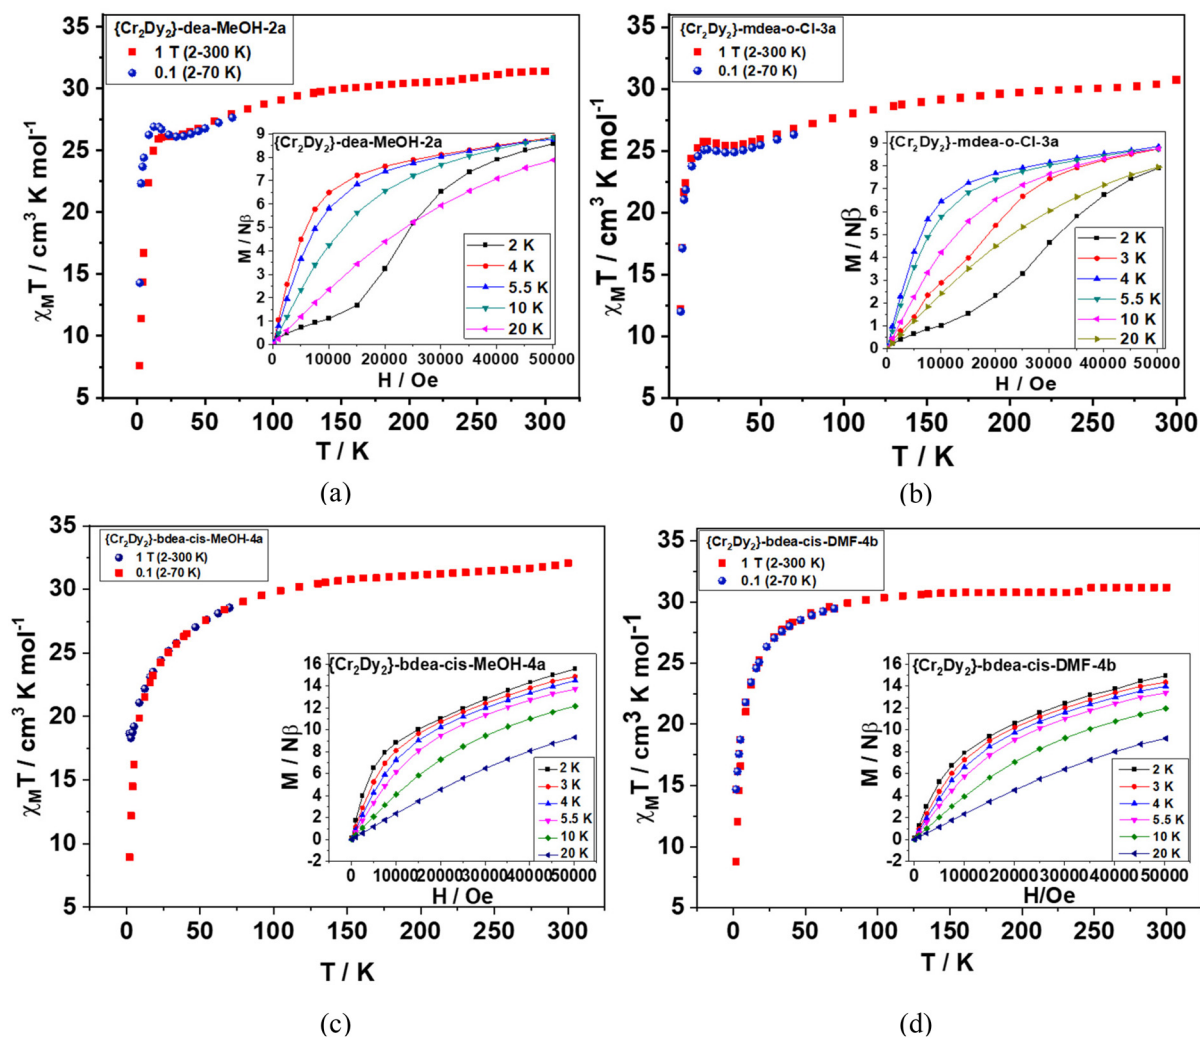 {Cr2Dy2}-dea-MeOH-2a
1 T (2-300 K)
0.1 (2-70 K)
χMT / cm3 K mol-1
35
30
25
20
15
10
5
0 50 100 150 200 250 300
T / K
{Cr2Dy2}-dea-MeOH-2a
M / Nβ
9
8
7
6
5
4
3
2
1
0
2 K
4 K
5.5 K
10 K
20 K
0 10000 20000 30000 40000 50000
H / Oe
(a)
{Cr2Dy2}-mdea-o-Cl-3a
1 T (2-300 K)
0.1 (2-70 K)
χMT / cm3 K mol-1
35
30
25
20
15
10
5
0 50 100 150 200 250 300
T / K
{Cr2Dy2}-mdea-o-Cl-3a
M / Nβ
9
8
7
6
5
4
3
2
1
0
2 K
3 K
4 K
5.5 K
10 K
20 K
0 10000 20000 30000 40000 50000
H / Oe
(b)
{Cr2Dy2}-bdea-cis-MeOH-4a
1 T (2-300 K)
0.1 (2-70 K)
χMT / cm3 K mol-1
35
30
25
20
15
10
5
0 50 100 150 200 250 300
T / K
{Cr2Dy2}-bdea-cis-MeOH-4a
M / Nβ
16
14
12
10
8
6
4
2
0
-2
2 K
3 K
4 K
5.5 K
10 K
20 K
0 10000 20000 30000 40000 50000
H / Oe
(c)
{Cr2Dy2}-bdea-cis-DMF-4b
1 T (2-300 K)
0.1 (2-70 K)
χMT / cm3 K mol-1
35
30
25
20
15
10
5
0 50 100 150 200 250 300
T / K
{Cr2Dy2}-bdea-cis-DMF-4b
M / Nβ
16
14
12
10
8
6
4
2
0
-2
2 K
3 K
4 K
5.5 K
10 K
20 K
0 10000 20000 30000 40000 50000
H/Oe
(d)